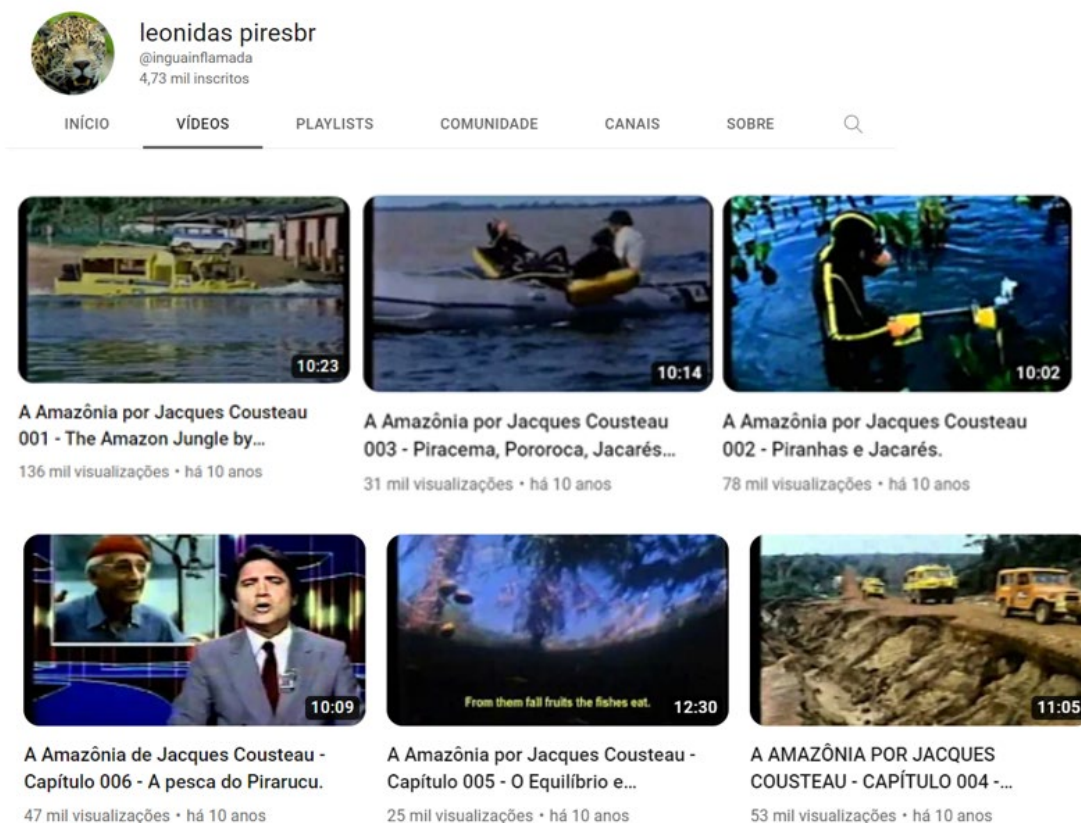 leonidas piresbr
@inguainflamada
4,73 mil inscritos
INÍCIO VÍDEOS PLAYLISTS COMUNIDADE CANAIS SOBRE
10:23
A Amazônia por Jacques Cousteau
001 - The Amazon Jungle by...
136 mil visualizações • há 10 anos
10:14
A Amazônia por Jacques Cousteau
003 - Piracema, Pororoca, Jacarés...
31 mil visualizações • há 10 anos
10:02
A Amazônia por Jacques Cousteau
002 - Piranhas e Jacarés.
78 mil visualizações • há 10 anos
10:09
A Amazônia de Jacques Cousteau -
Capítulo 006 - A pesca do Pirarucu.
47 mil visualizações • há 10 anos
From them fall fruits the fishes eat.
12:30
A Amazônia por Jacques Cousteau -
Capítulo 005 - O Equilíbrio e...
25 mil visualizações • há 10 anos
11:05
A AMAZÔNIA POR JACQUES
COUSTEAU - CAPÍTULO 004 -...
53 mil visualizações • há 10 anos